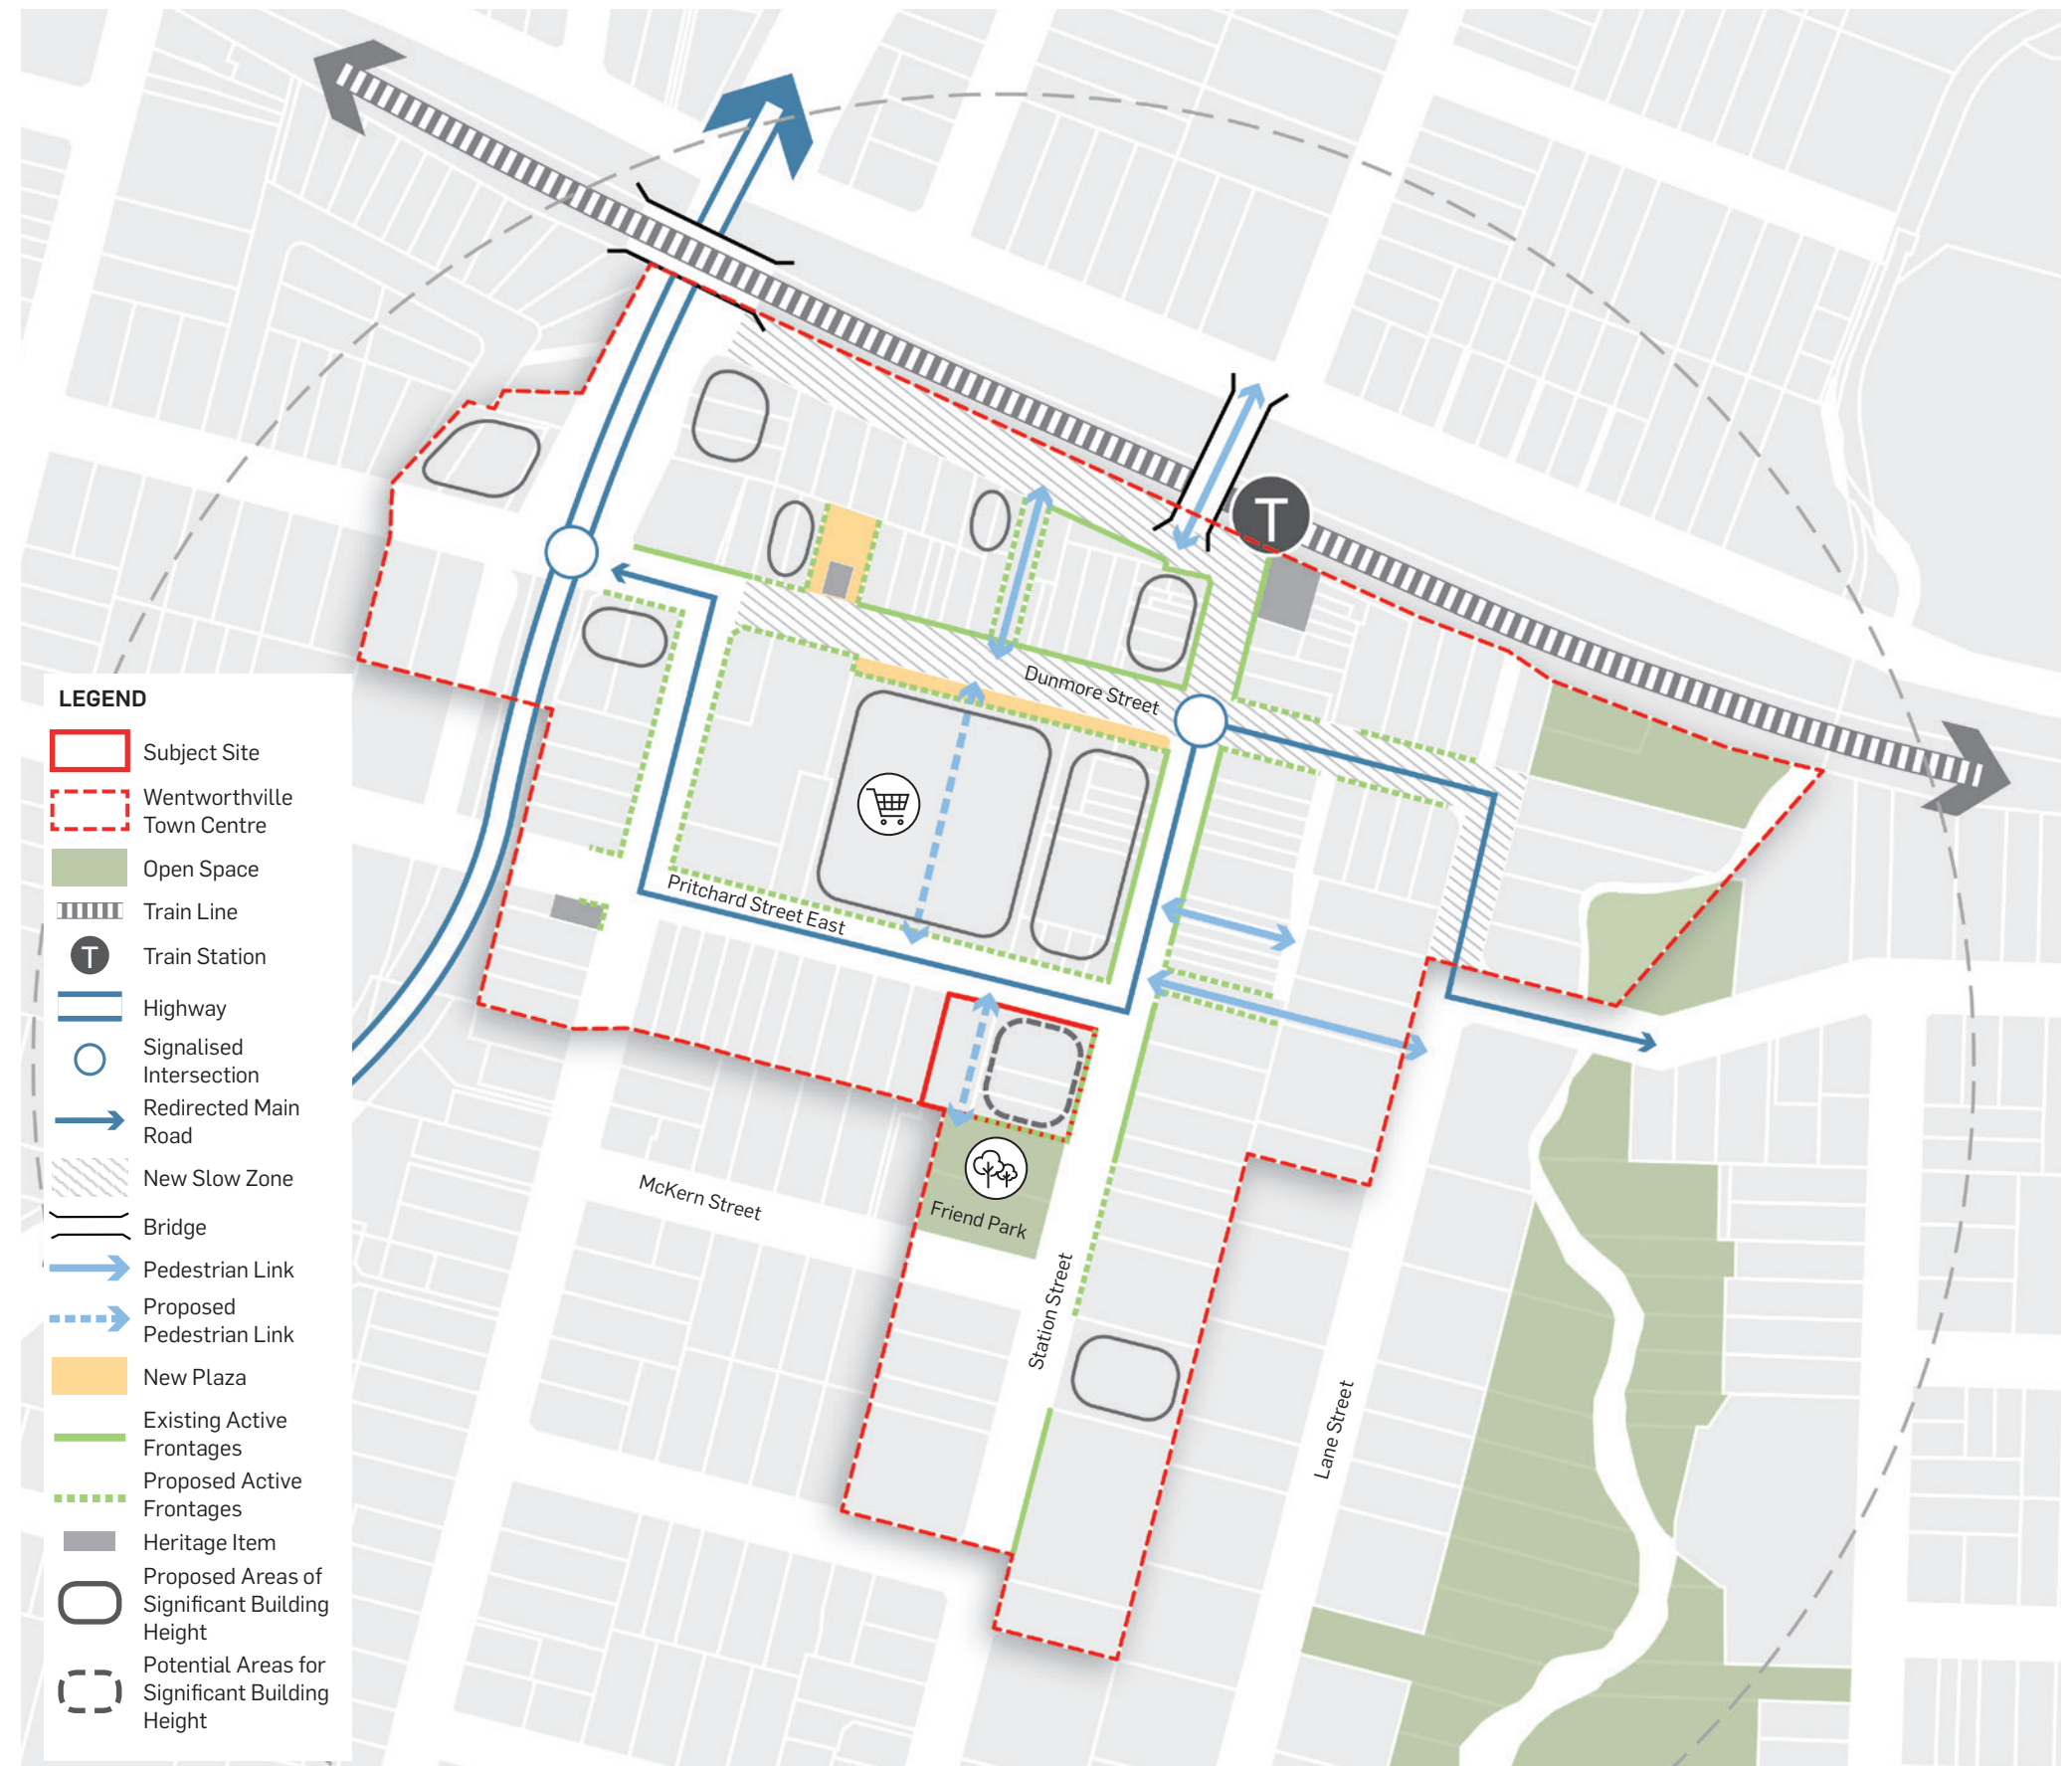 T
Dunmore Street
Pritchard Street East
McKern Street
Friend Park
Station Street
Lane Street
LEGEND
Subject Site
Wentworthville
Town Centre
Open Space
Train Line
T
Train Station
Highway
Signalised
Intersection
Redirected Main
Road
New Slow Zone
Bridge
Pedestrian Link
Proposed
Pedestrian Link
New Plaza
Existing Active
Frontages
Proposed Active
Frontages
Heritage Item
Proposed Areas of
Significant Building
Height
Potential Areas for
Significant Building
Height